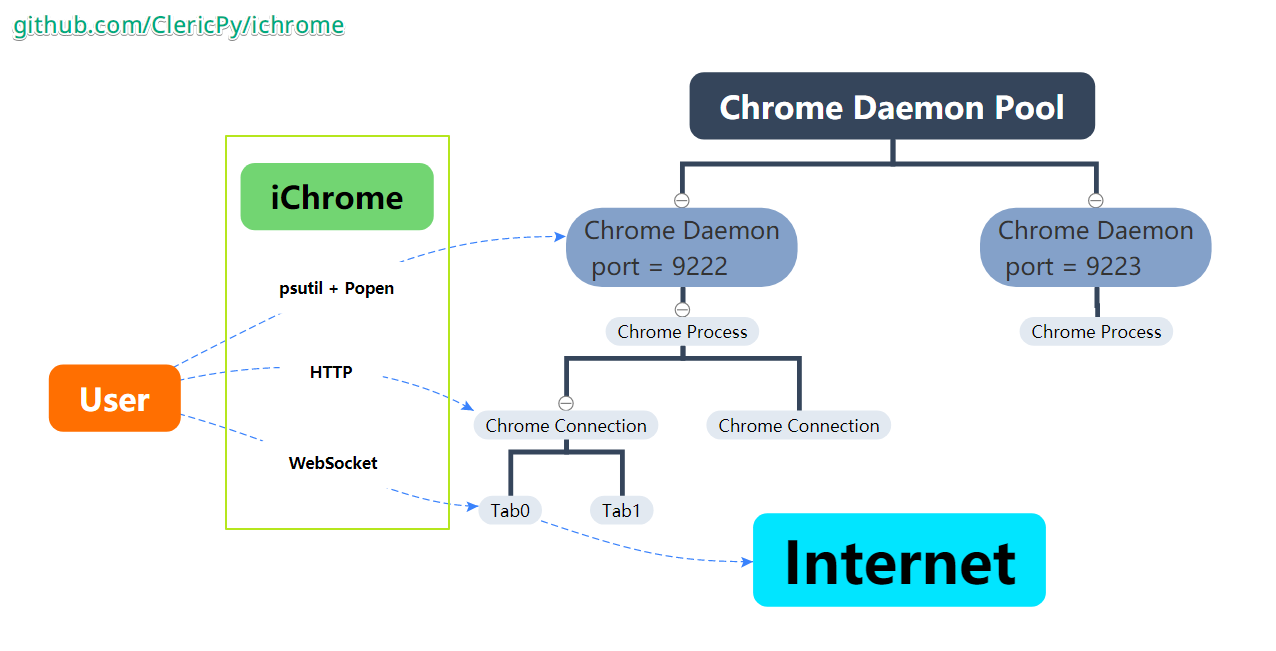 github.com/ClericPy/ichrome
Chrome Daemon Pool
iChrome
Chrome Daemon
port = 9222
Chrome Daemon
port = 9223
psutil + Popen
Chrome Process
Chrome Process
HTTP
User
Chrome Connection
Chrome Connection
WebSocket
Tab0
Tab1
Internet